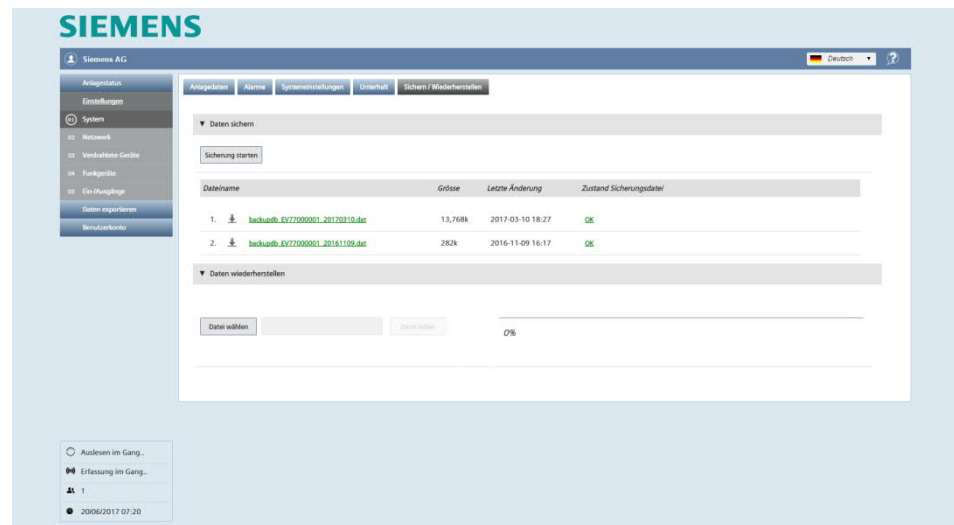 SIEMENS
Siemens AG
Deutsch
Anlagestatus
Einstellungen
01 System
02 Netzwerk
03 Verdrahtete Geräte
04 Funkgeräte
05 Ein-/Ausgänge
Daten exportieren
Benutzerkonto
Anlagedaten Alarme Systemeinstellungen Unterhalt Sichern / Wiederherstellen
▼ Daten sichern
Sicherung starten
Dateiname Grösse Letzte Änderung Zustand Sicherungsdatei
1. backupdb_EV77000001_20170310.dat 13,768k 2017-03-10 18:27 OK
2. backupdb_EV77000001_20161109.dat 282k 2016-11-09 16:17 OK
▼ Daten wiederherstellen
Datei wählen
0%
Auslesen im Gang..
Erfassung im Gang..
1
20/06/2017 07:20